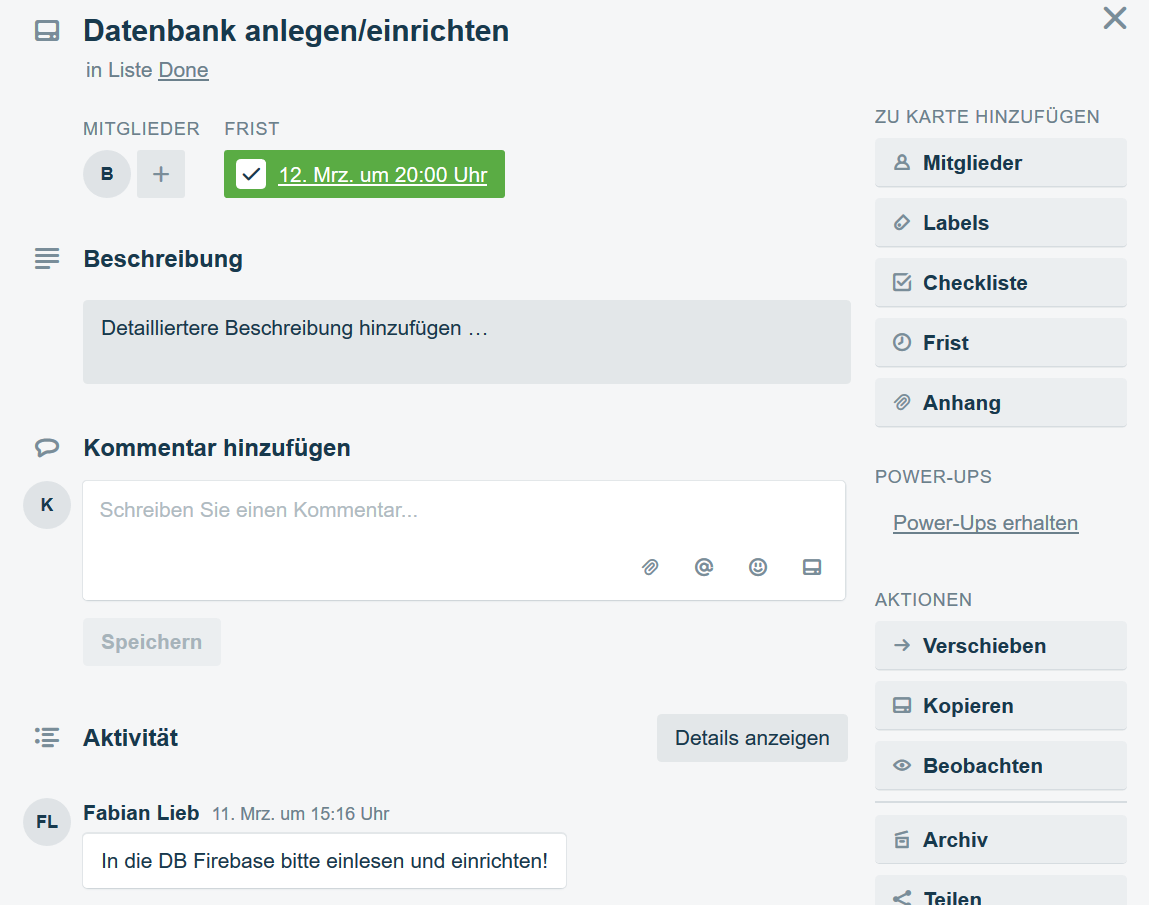 Datenbank anlegen/einrichten
in Liste Done
MITGLIEDER
FRIST
B
+
12. Mrz. um 20:00 Uhr
Beschreibung
Detailliertere Beschreibung hinzufügen …
Kommentar hinzufügen
K
Schreiben Sie einen Kommentar...
Speichern
Aktivität
Details anzeigen
FL
Fabian Lieb 11. Mrz. um 15:16 Uhr
In die DB Firebase bitte einlesen und einrichten!
ZU KARTE HINZUFÜGEN
Mitglieder
Labels
Checkliste
Frist
Anhang
POWER-UPS
Power-Ups erhalten
AKTIONEN
Verschieben
Kopieren
Beobachten
Archiv
Teilen